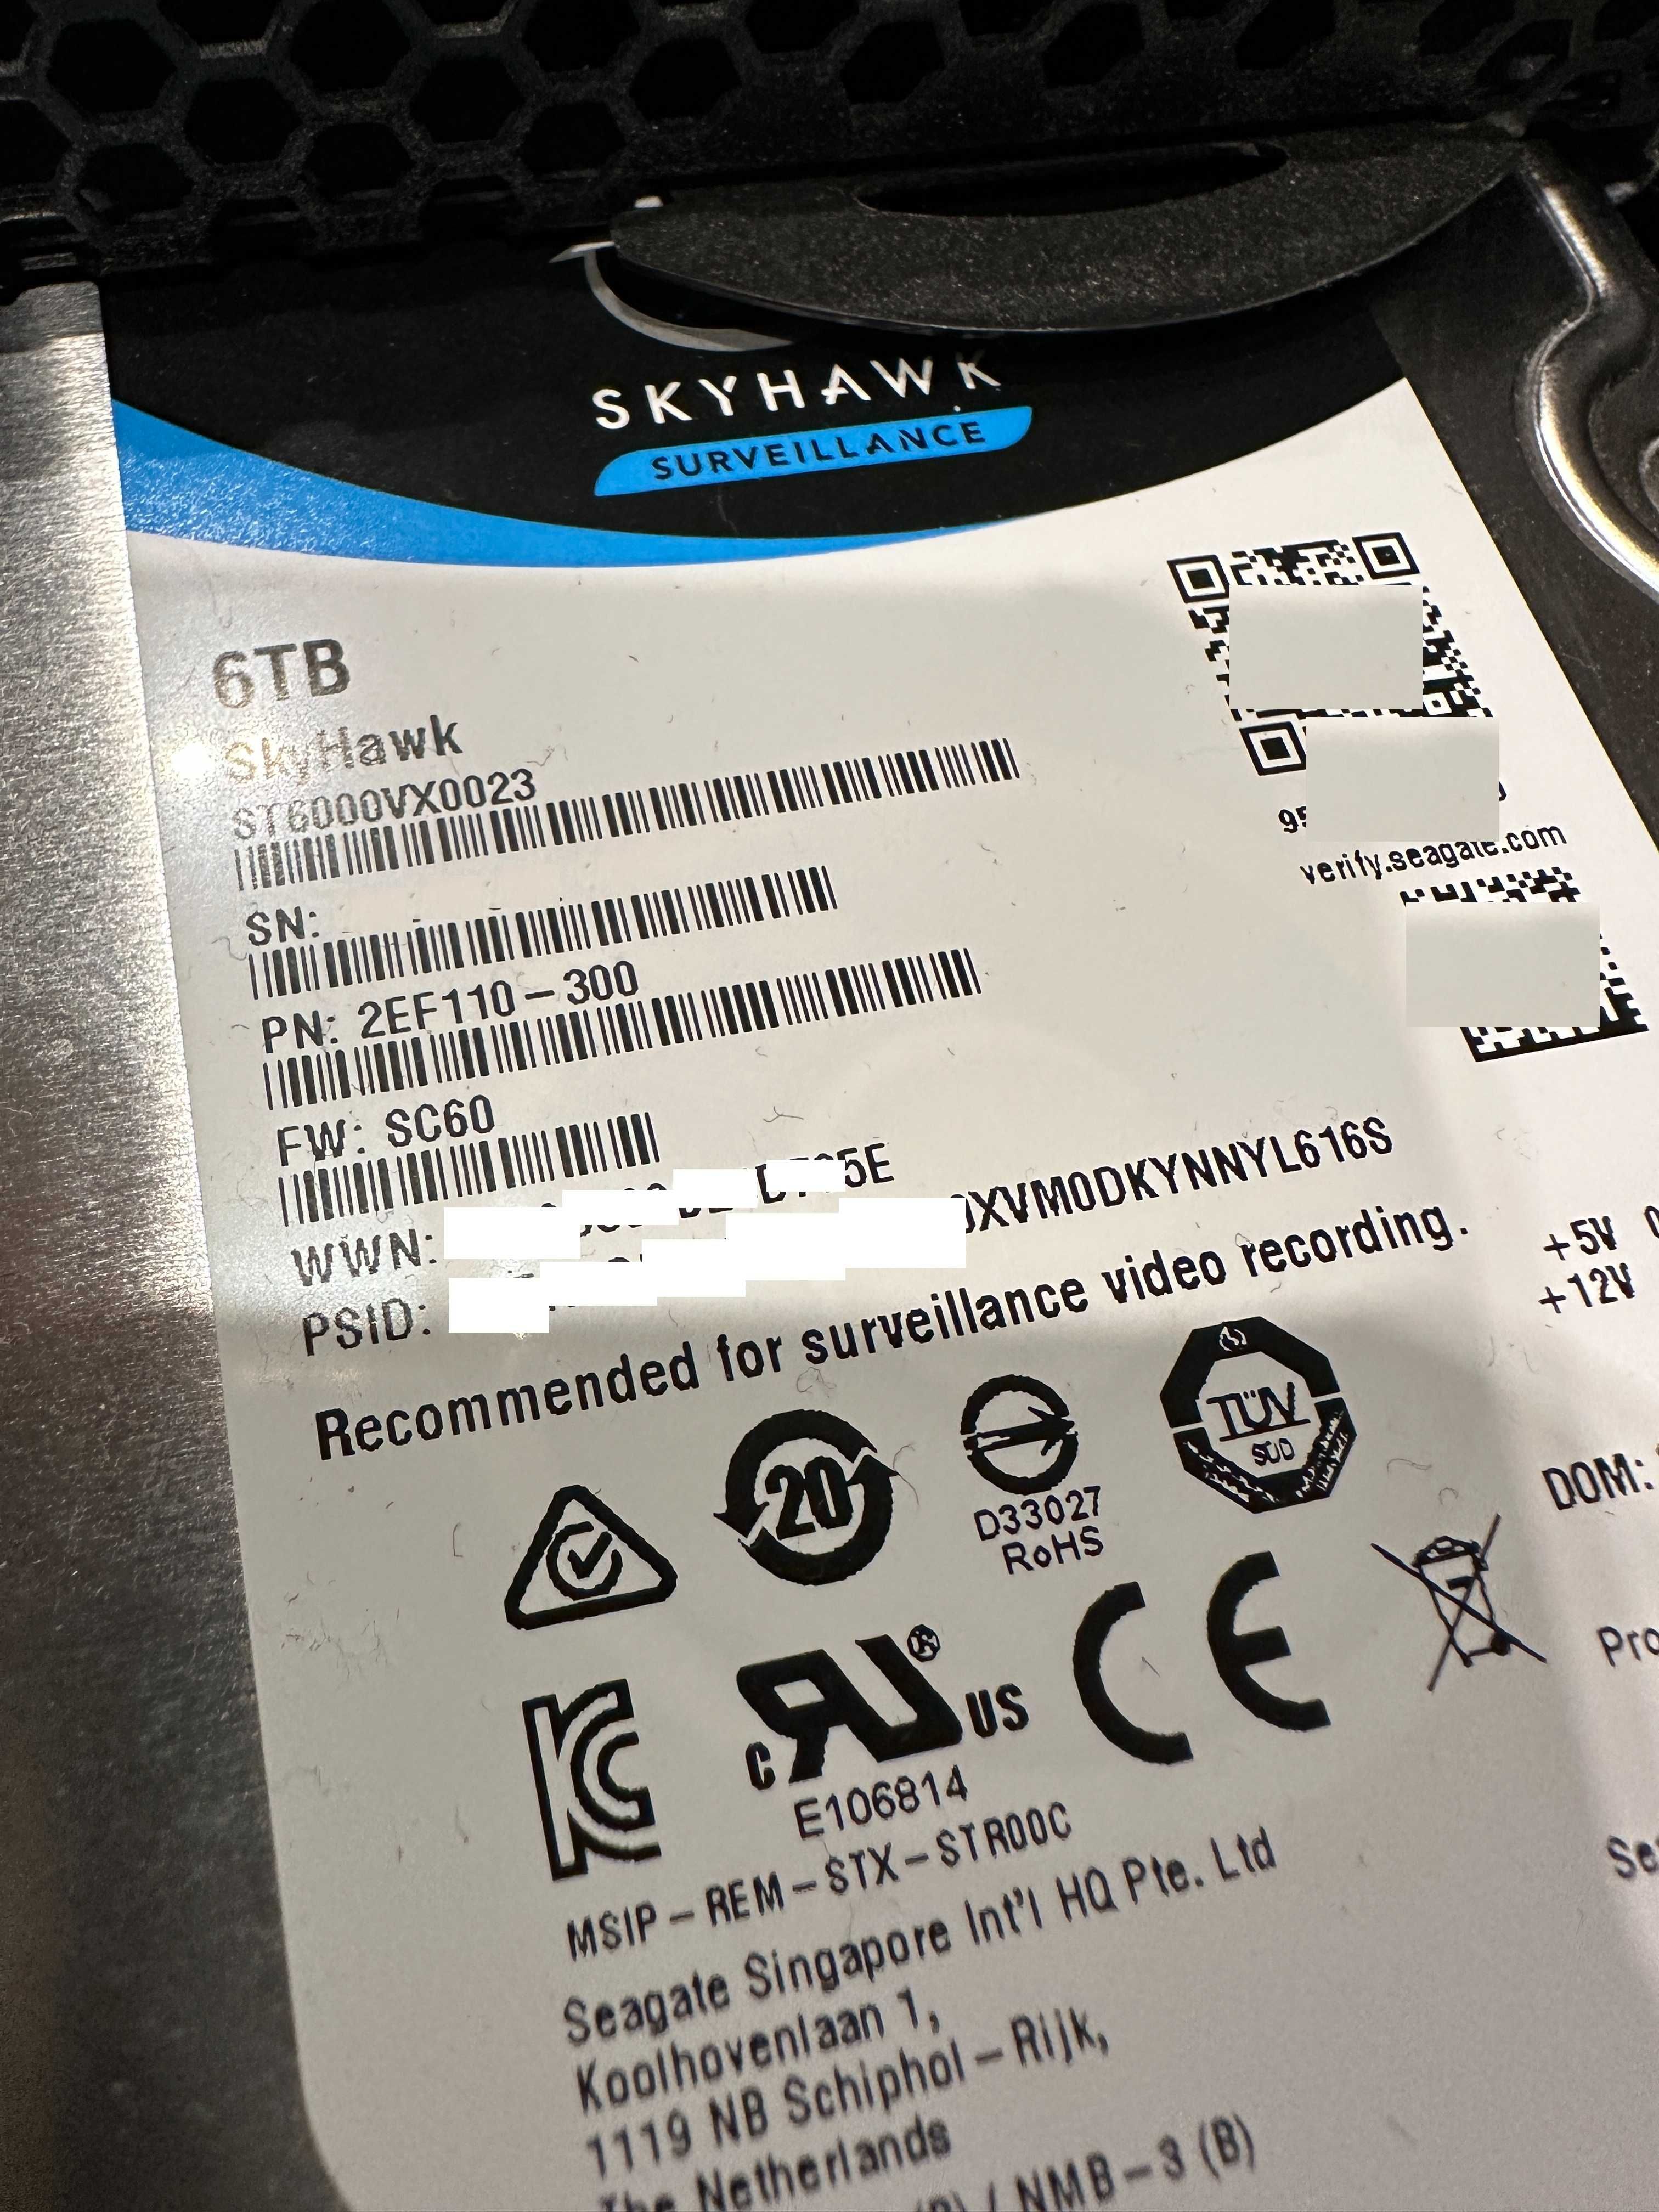 SKYHAWK
SURVEILLANCE
6TB
SkyHawk
ST6000VX0023
SN:
PN: 2EF110-300
FW: SC60
WWN: 5E
PSID: XVM0DKYNNYL616S
verify.seagate.com
Recommended for surveillance video recording.
+5V
+12V
20
D33027
RoHS
TÜV
SÜD
DOM:
c US
E106814
CE
MSIP-REM-STX-STR00C
Seagate Singapore Int'l HQ Pte. Ltd
Koolhovenlaan 1,
1119 NB Schiphol-Rijk,
The Netherlands
/ NMB-3 (B)